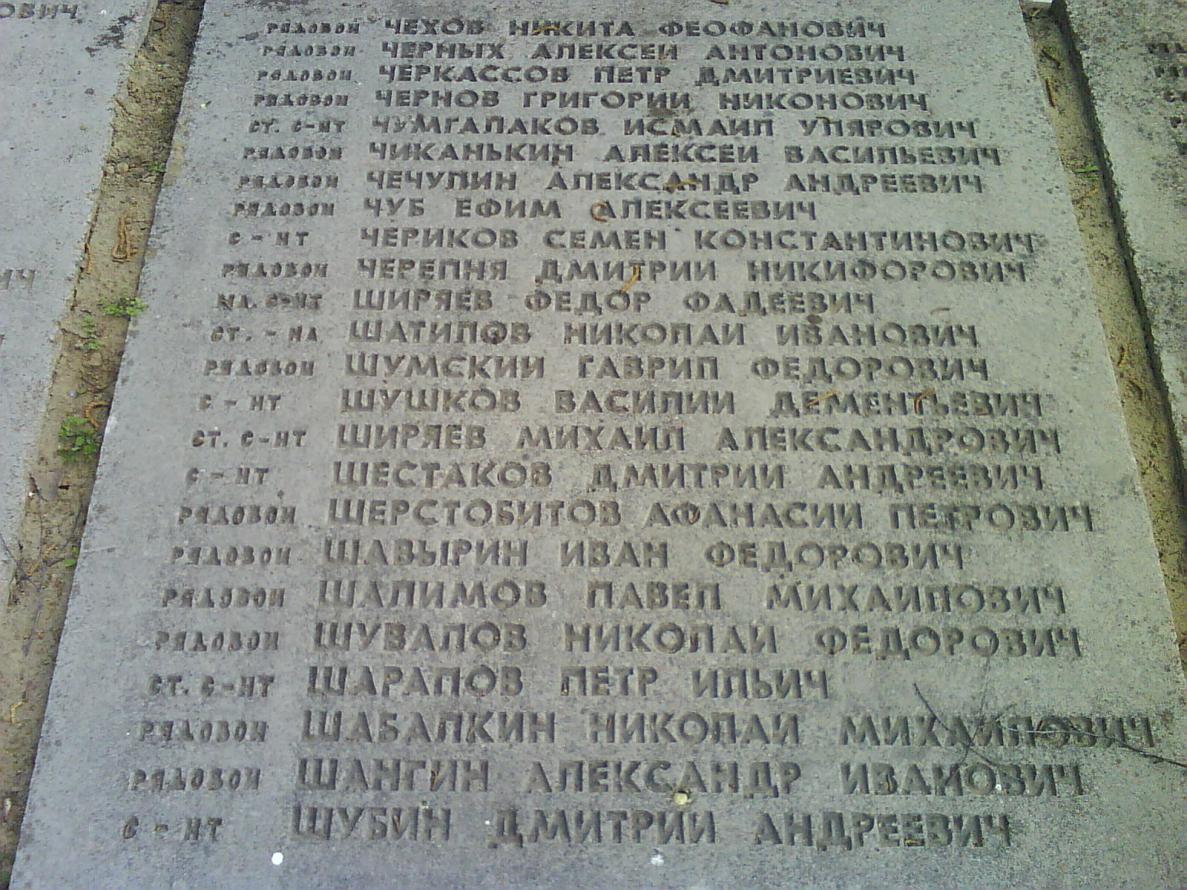 РЯДОВОЙ ЧЕХОВ НИКИТА ФЕОФАНОВИЧ
РЯДОВОЙ ЧЕРНЫХ АЛЕКСЕЙ АНТОНОВИЧ
РЯДОВОЙ ЧЕРКАССОВ ПЕТР ДМИТРИЕВИЧ
РЯДОВОЙ ЧЕРНОВ ГРИГОРИЙ НИКОНОВИЧ
СТ. С-НТ ЧУМГАЛАКОВ ИСМАИЛ УЛЯРОВИЧ
РЯДОВОЙ ЧИКАНЬКИН АЛЕКСЕЙ ВАСИЛЬЕВИЧ
РЯДОВОЙ ЧЕЧУЛИН АЛЕКСАНДР АНДРЕЕВИЧ
РЯДОВОЙ ЧУБ ЕФИМ АЛЕКСЕЕВИЧ
С-НТ ЧЕРИКОВ СЕМЕН КОНСТАНТИНОВИЧ
РЯДОВОЙ ЧЕРЕПНЯ ДМИТРИЙ НИКИФОРОВИЧ
МЛ. С-НТ ШИРЯЕВ ФЕДОР ФАДЕЕВИЧ
СТ.-НА ШАТИЛОВ НИКОЛАЙ ИВАНОВИЧ
РЯДОВОЙ ШУМСКИЙ ГАВРИЛ ФЕДОРОВИЧ
С-НТ ШУШКОВ ВАСИЛИЙ ДЕМЕНТЬЕВИЧ
СТ. С-НТ ШИРЯЕВ МИХАИЛ АЛЕКСАНДРОВИЧ
С-НТ ШЕСТАКОВ ДМИТРИЙ АНДРЕЕВИЧ
РЯДОВОЙ ШЕРСТОБИТОВ АФАНАСИЙ ПЕТРОВИЧ
РЯДОВОЙ ШАВЫРИН ИВАН ФЕДОРОВИЧ
РЯДОВОЙ ШАЛИМОВ ПАВЕЛ МИХАИЛОВИЧ
РЯДОВОЙ ШУВАЛОВ НИКОЛАЙ ФЕДОРОВИЧ
СТ. С-НТ ШАРАПОВ ПЕТР ИЛЬИЧ
РЯДОВОЙ ШАБАЛКИН НИКОЛАЙ МИХАЙЛОВИЧ
РЯДОВОЙ ШАНГИН АЛЕКСАНДР ИВАНОВИЧ
С-НТ ШУБИН ДМИТРИЙ АНДРЕЕВИЧ